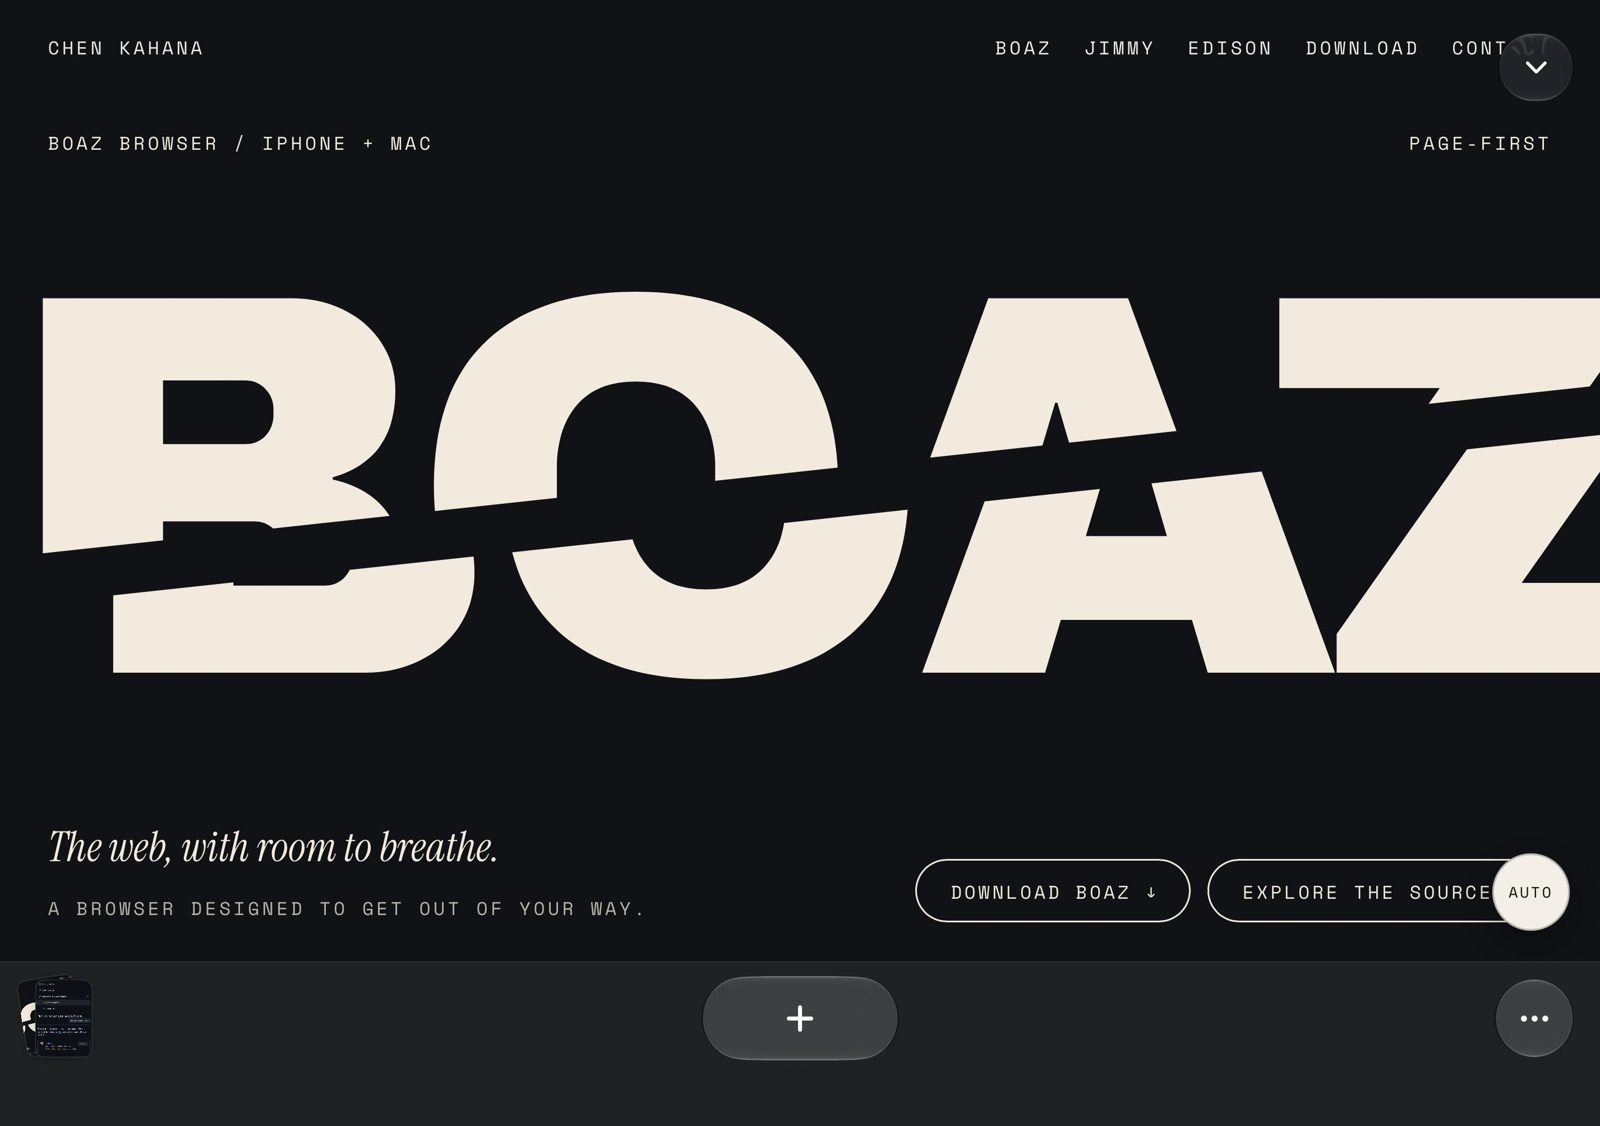 CHEN KAHANA
BOAZ JIMMY EDISON DOWNLOAD CONT
BOAZ BROWSER / IPHONE + MAC
PAGE-FIRST
BOAZ
The web, with room to breathe.
A BROWSER DESIGNED TO GET OUT OF YOUR WAY.
DOWNLOAD BOAZ ↓
EXPLORE THE SOURCE
AUTO